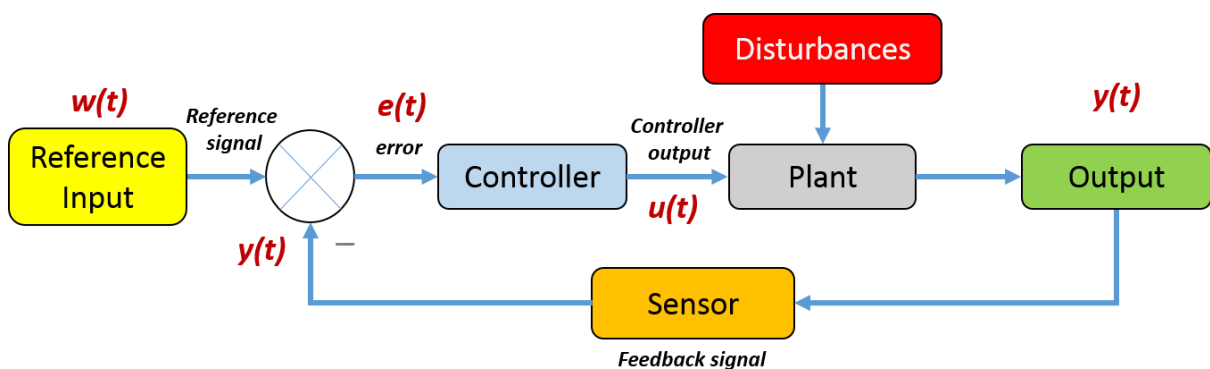 Disturbances
w(t)
Reference
signal
e(t)
error
Controller
output
y(t)
Reference
Input
Controller
Plant
Output
u(t)
y(t)
–
Sensor
Feedback signal